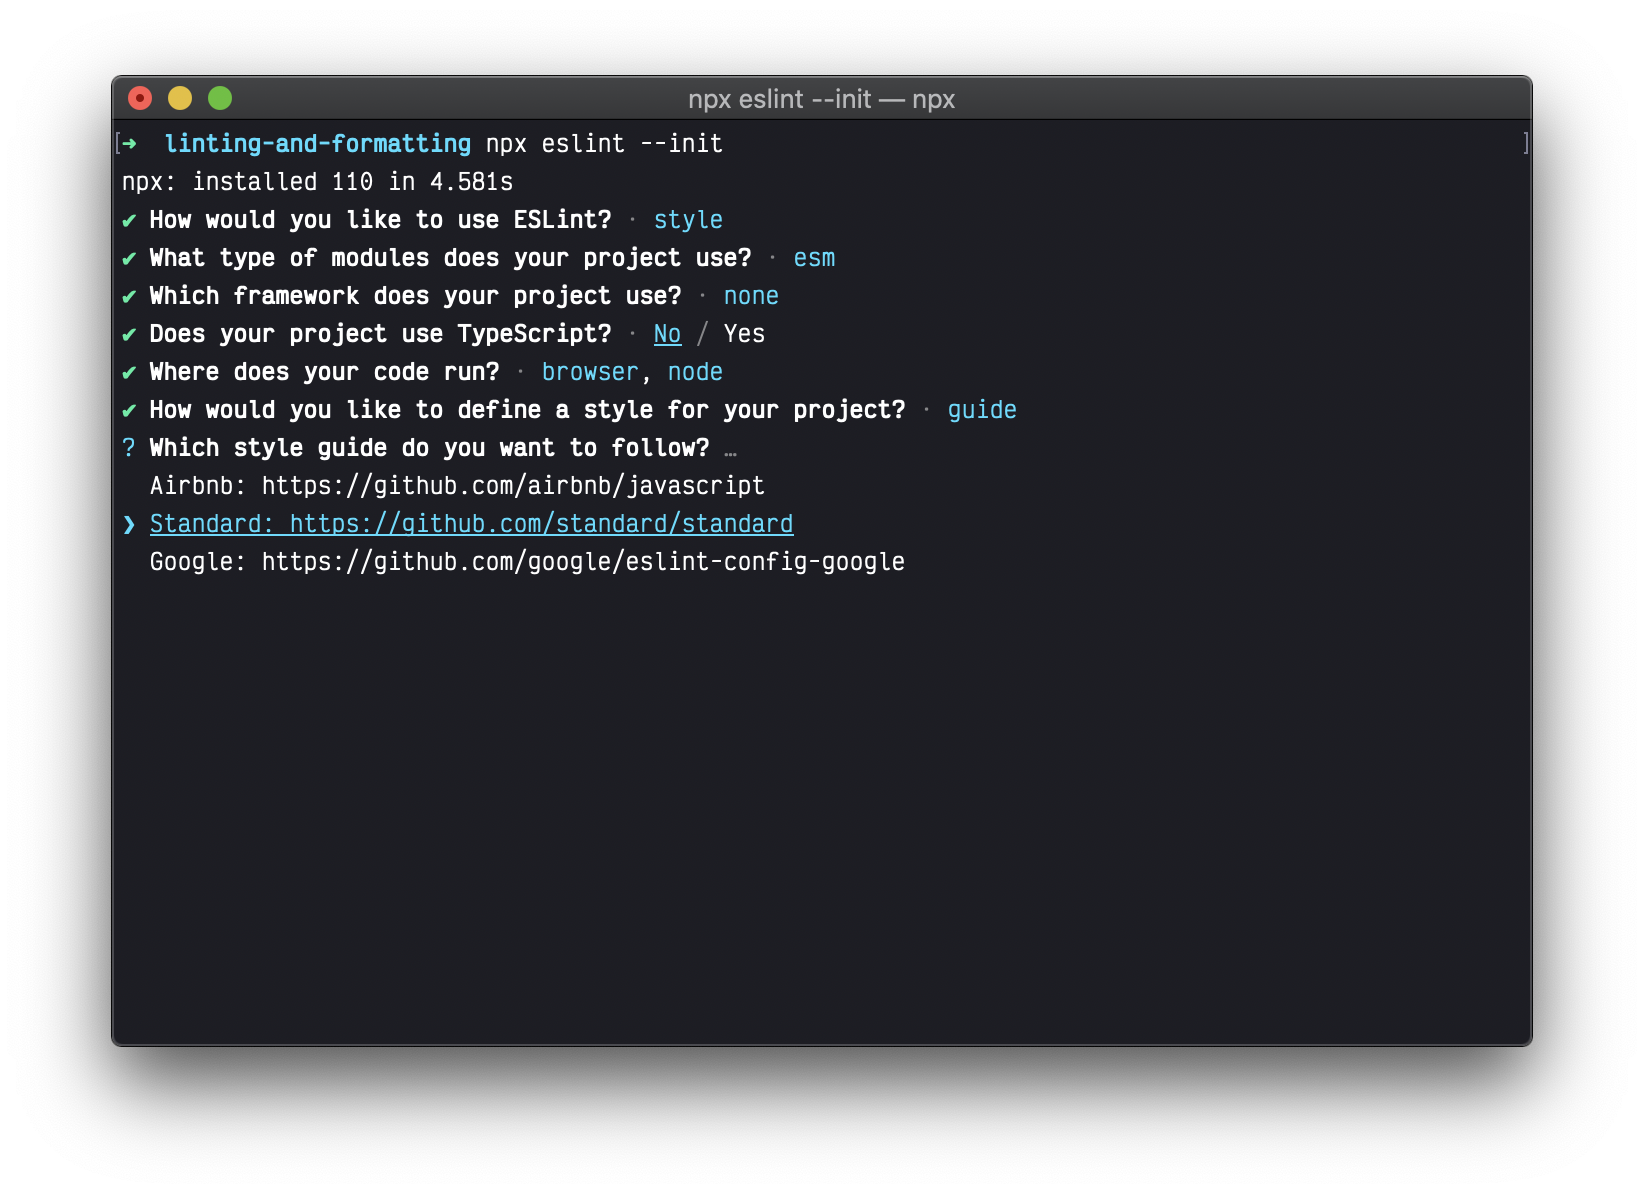 npx eslint --init — npx
[➜  linting-and-formatting npx eslint --init ]
npx: installed 110 in 4.581s
✔ How would you like to use ESLint? · style
✔ What type of modules does your project use? · esm
✔ Which framework does your project use? · none
✔ Does your project use TypeScript? · No / Yes
✔ Where does your code run? · browser, node
✔ How would you like to define a style for your project? · guide
? Which style guide do you want to follow? …
Airbnb: https://github.com/airbnb/javascript
❯ Standard: https://github.com/standard/standard
Google: https://github.com/google/eslint-config-google